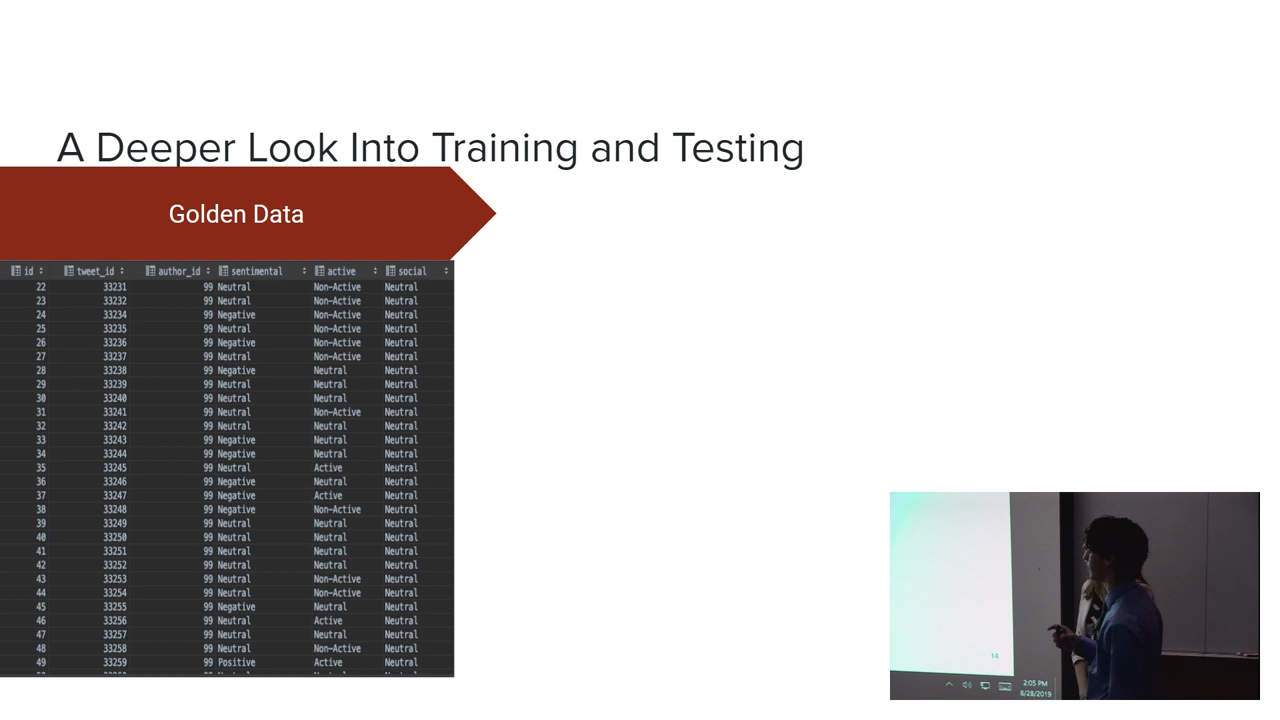 A Deeper Look Into Training and Testing
Golden Data
id tweet_id author_id sentimental active social
22 33231 99 Neutral Non-Active Neutral
23 33232 99 Neutral Non-Active Neutral
24 33234 99 Negative Non-Active Neutral
25 33235 99 Neutral Non-Active Neutral
26 33236 99 Negative Non-Active Neutral
27 33237 99 Neutral Non-Active Neutral
28 33238 99 Negative Neutral Neutral
29 33239 99 Neutral Neutral Neutral
30 33240 99 Neutral Neutral Neutral
31 33241 99 Neutral Non-Active Neutral
32 33242 99 Neutral Neutral Neutral
33 33243 99 Negative Neutral Neutral
34 33244 99 Negative Neutral Neutral
35 33245 99 Neutral Active Neutral
36 33246 99 Negative Neutral Neutral
37 33247 99 Negative Active Neutral
38 33248 99 Negative Non-Active Neutral
39 33249 99 Neutral Neutral Neutral
40 33250 99 Neutral Neutral Neutral
41 33251 99 Neutral Neutral Neutral
42 33252 99 Neutral Neutral Neutral
43 33253 99 Neutral Non-Active Neutral
44 33254 99 Neutral Non-Active Neutral
45 33255 99 Negative Neutral Neutral
46 33256 99 Neutral Active Neutral
47 33257 99 Neutral Neutral Neutral
48 33258 99 Neutral Non-Active Neutral
49 33259 99 Positive Active Neutral
2:05 PM
8/28/2019